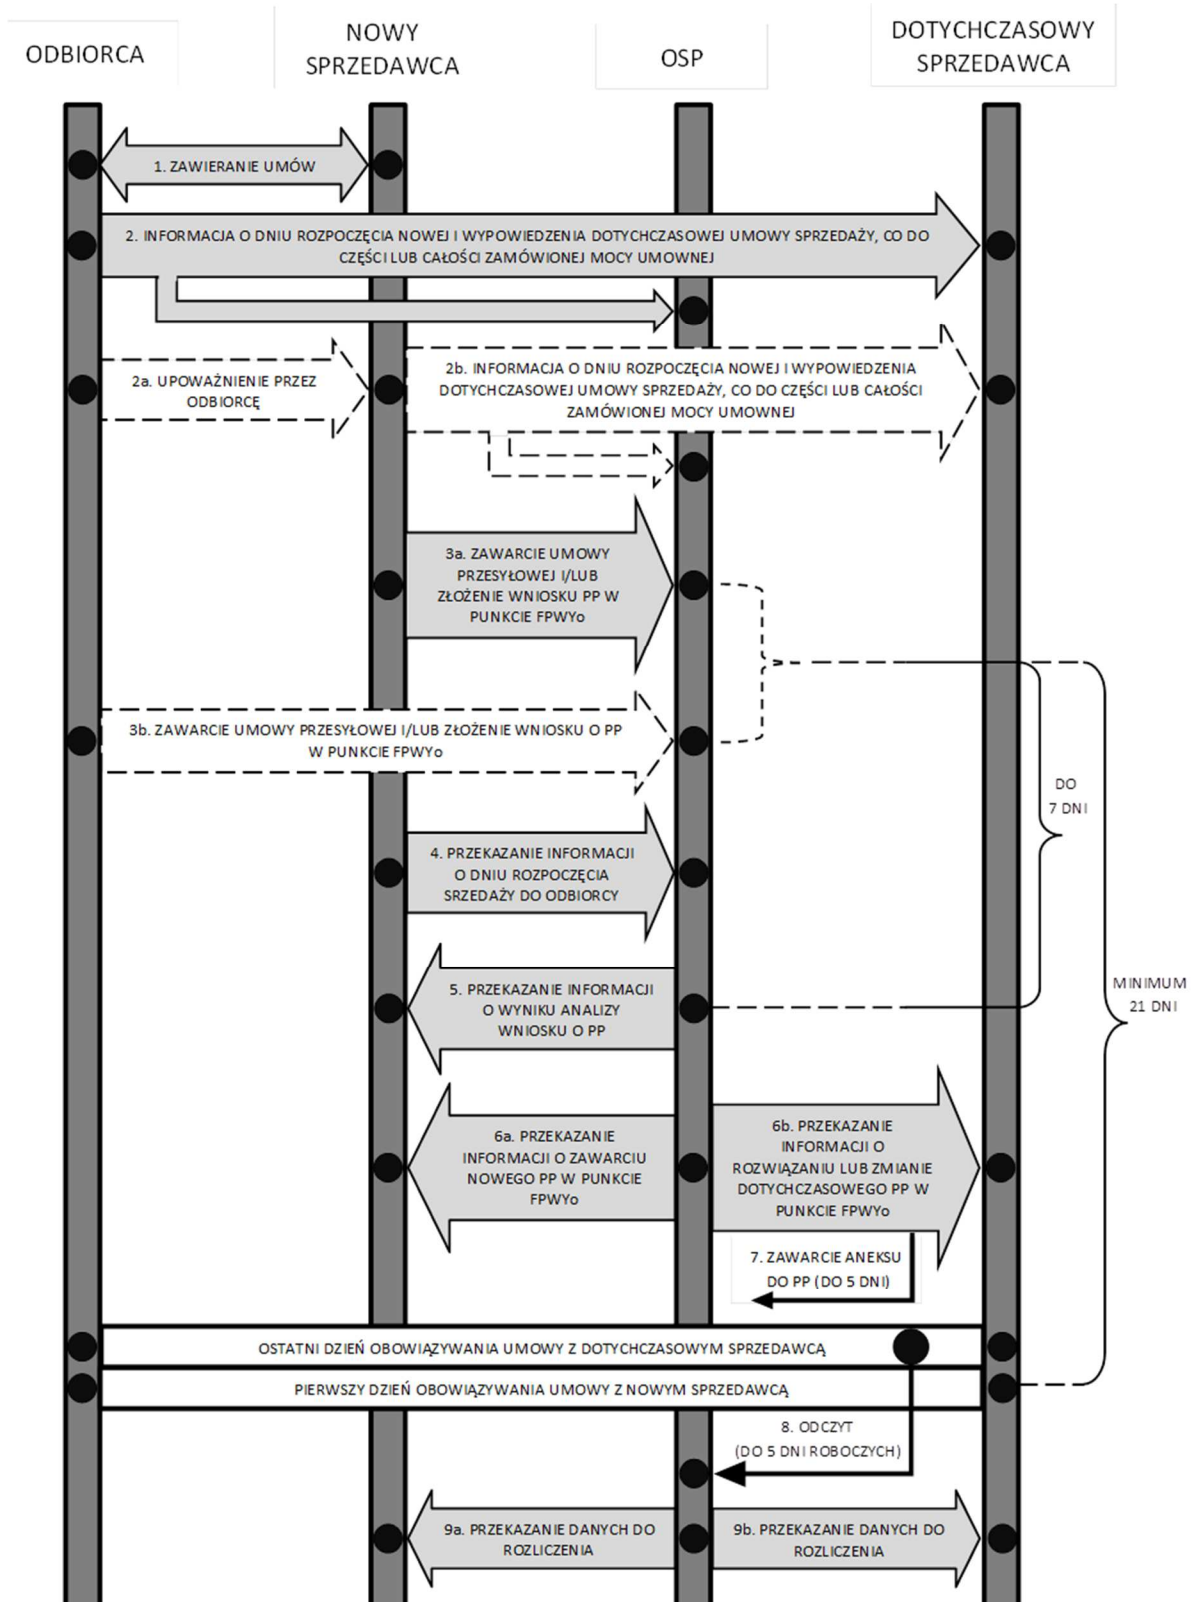 ODBIORCA
NOWY
SPRZEDAWCA
OSP
DOTYCHCZASOWY
SPRZEDAWCA
1. ZAWIERANIE UMÓW
2. INFORMACJA O DNIU ROZPOCZĘCIA NOWEJ I WYPOWIEDZENIA DOTYCHCZASOWEJ UMOWY SPRZEDAŻY, CO DO
CZĘŚCI LUB CAŁOŚCI ZAMÓWIONEJ MOCY UMOWNEJ
2a. UPOWAŻNIENIE PRZEZ
ODBIORCĘ
2b. INFORMACJA O DNIU ROZPOCZĘCIA NOWEJ I WYPOWIEDZENIA
DOTYCHCZASOWEJ UMOWY SPRZEDAŻY, CO DO CZĘŚCI LUB CAŁOŚCI
ZAMÓWIONEJ MOCY UMOWNEJ
3a. ZAWARCIE UMOWY
PRZESYŁOWEJ I/LUB
ZŁOŻENIE WNIOSKU PP W
PUNKCIE FPWYo
3b. ZAWARCIE UMOWY PRZESYŁOWEJ I/LUB ZŁOŻENIE WNIOSKU O PP
W PUNKCIE FPWYo
DO
7 DNI
4. PRZEKAZANIE INFORMACJI
O DNIU ROZPOCZĘCIA
SRZEDAŻY DO ODBIORCY
5. PRZEKAZANIE INFORMACJI
O WYNIKU ANALIZY
WNIOSKU O PP
MINIMUM
21 DNI
6a. PRZEKAZANIE
INFORMACJI O ZAWARCIU
NOWEGO PP W PUNKCIE
FPWYo
6b. PRZEKAZANIE
INFORMACJI O
ROZWIĄZANIU LUB ZMIANIE
DOTYCHCZASOWEGO PP W
PUNKCIE FPWYo
7. ZAWARCIE ANEKSU
DO PP (DO 5 DNI)
OSTATNI DZIEŃ OBOWIĄZYWANIA UMOWY Z DOTYCHCZASOWYM SPRZEDAWCĄ
PIERWSZY DZIEŃ OBOWIĄZYWANIA UMOWY Z NOWYM SPRZEDAWCĄ
8. ODCZYT
(DO 5 DNI ROBOCZYCH)
9a. PRZEKAZANIE DANYCH DO
ROZLICZENIA
9b. PRZEKAZANIE DANYCH DO
ROZLICZENIA